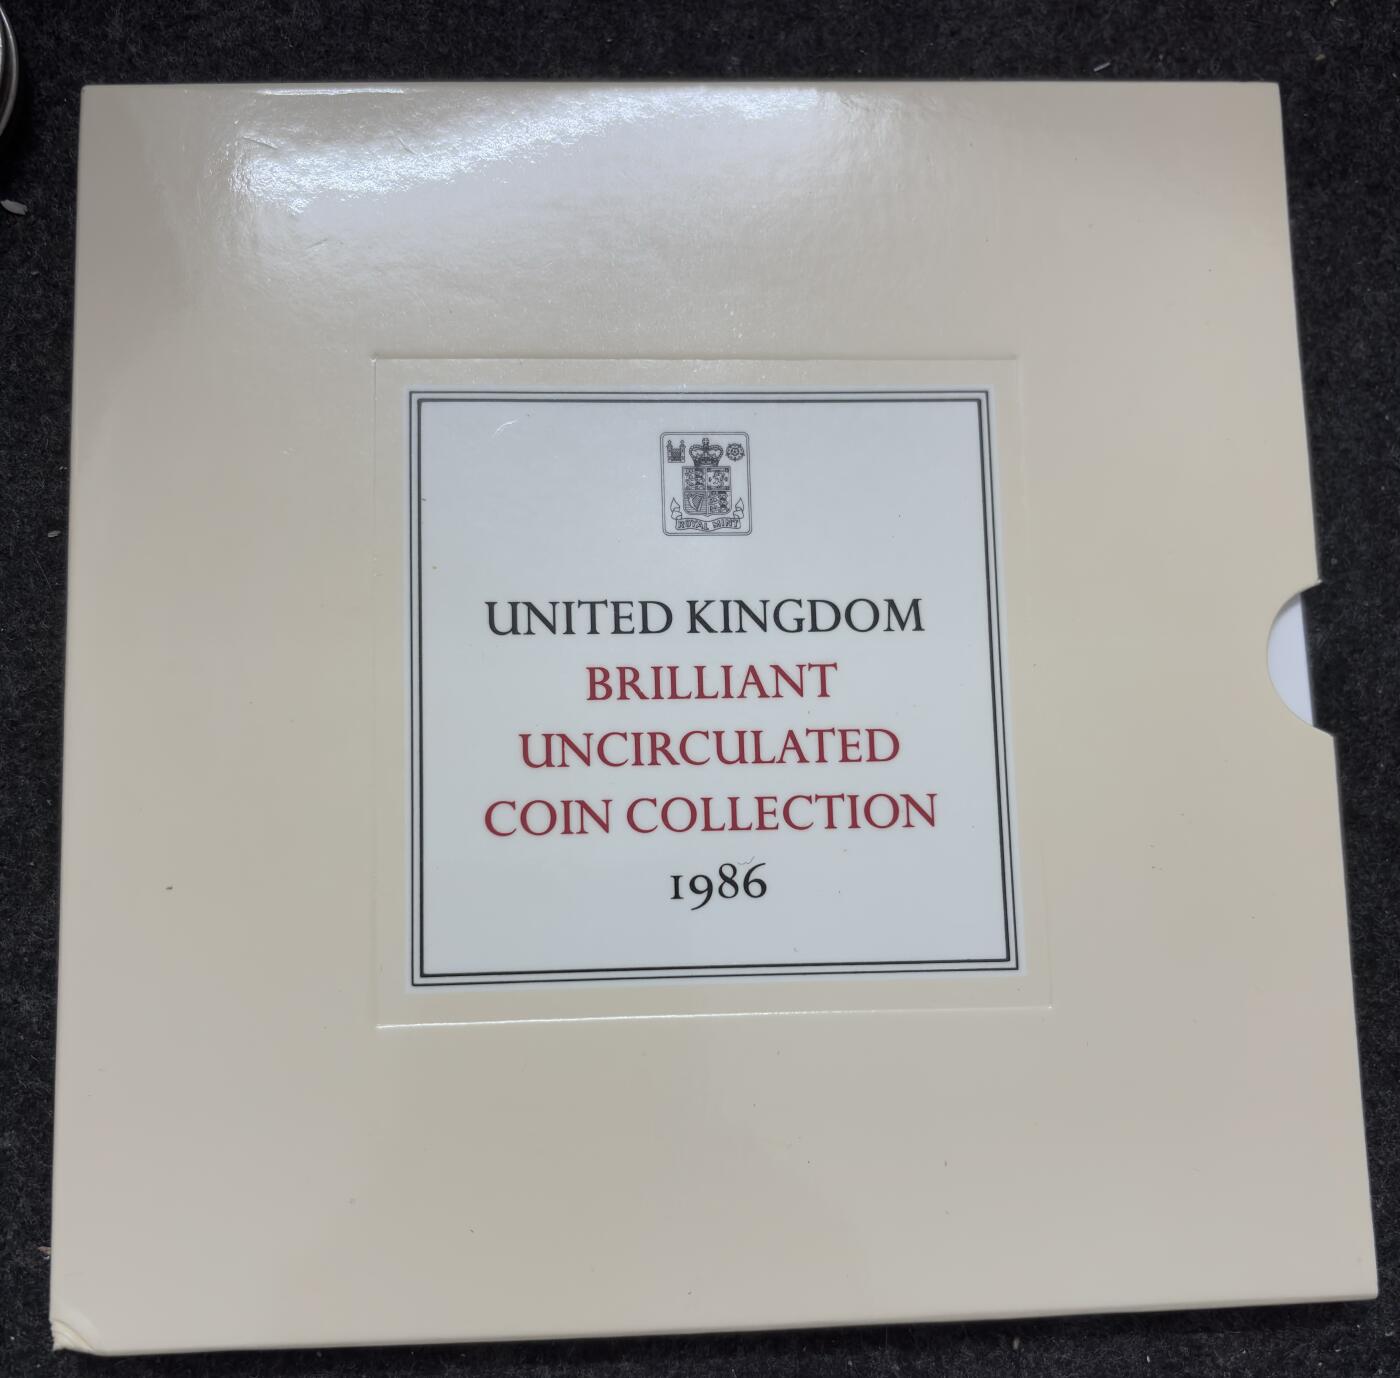 ROYAL MINT
UNITED KINGDOM
BRILLIANT
UNCIRCULATED
COIN COLLECTION
1986